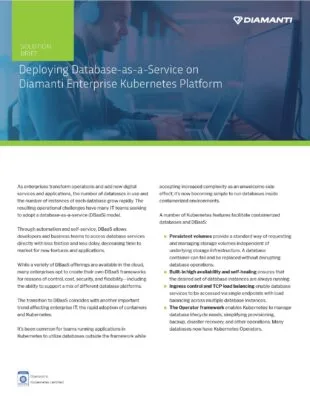 DIAMANTI
SOLUTION
BRIEF
Deploying Database-as-a-Service on
Diamanti Enterprise Kubernetes Platform
As enterprises transform operations and add new digital
services and applications, the number of databases in use and
the number of instances of each database grow rapidly. The
resulting operational challenges have many IT teams seeking
to adopt a database-as-a-service (DBaaS) model.
Through automation and self-service, DBaaS allows
developers and business teams to access database services
directly with less friction and less delay, decreasing time to
market for new features and applications.
While a variety of DBaaS offerings are available in the cloud,
many enterprises opt to create their own DBaaS frameworks
for reasons of control, cost, security, and flexibility—including
the ability to support a mix of different database platforms.
The transition to DBaaS coincides with another important
trend affecting enterprise IT: the rapid adoption of containers
and Kubernetes.
It's been common for teams running applications in
Kubernetes to utilize databases outside the framework while
accepting increased complexity as an unwelcome side
effect. It's now becoming simple to run databases inside
containerized environments.
A number of Kubernetes features facilitate containerized
databases and DBaaS:
Persistent volumes provide a standard way of requesting
and managing storage volumes independent of
underlying storage infrastructure. A database
container can fail and be replaced without disrupting
database operations.
Built-in high availability and self-healing ensures that
the desired set of database instances are always running.
Ingress control and TCP load balancing enable database
services to be accessed via single endpoints with load
balancing across multiple database instances.
The Operator framework enables Kubernetes to manage
database lifecycle needs, simplifying provisioning,
backup, disaster recovery, and other operations. Many
databases now have Kubernetes Operators.